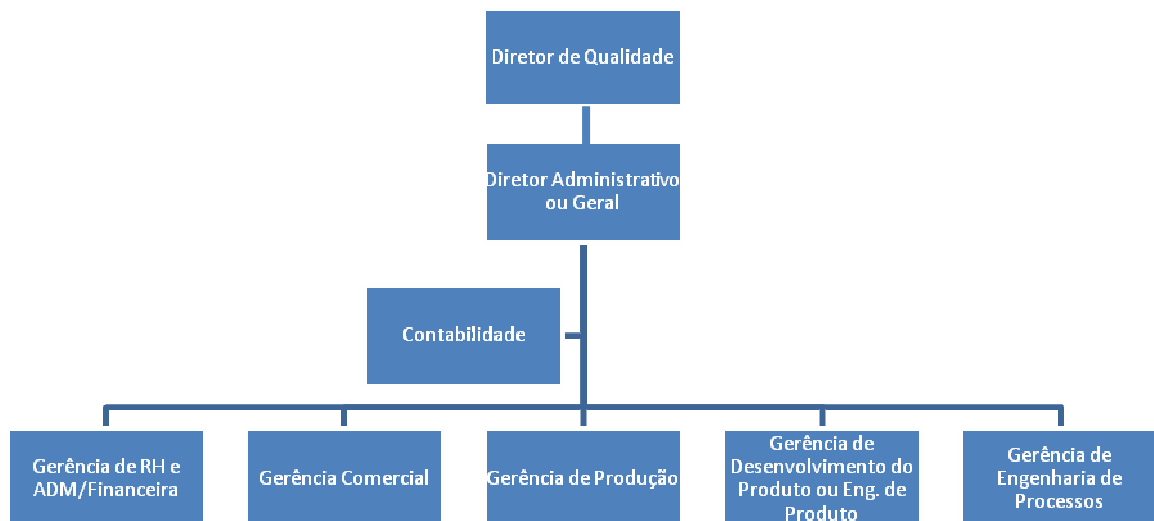 Diretor de Qualidade
Diretor Administrativo
ou Geral
Contabilidade
Gerência de RH e
ADM/Financeira
Gerência Comercial
Gerência de Produção
Gerência de
Desenvolvimento do
Produto ou Eng. de
Produto
Gerência de
Engenharia de
Processos